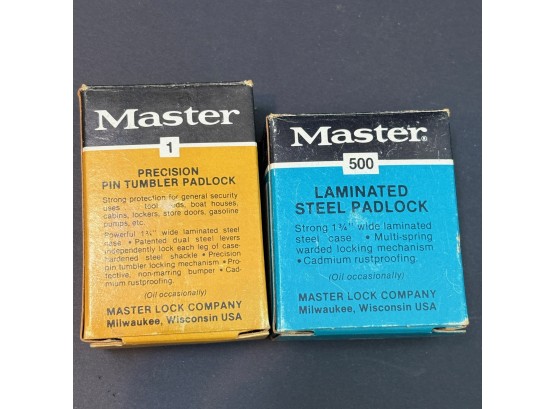 Master
1
PRECISION
PIN TUMBLER PADLOCK
Strong protection for general security
uses sheds, boat houses,
cabins, lockers, store doors, gasoline
pumps, etc.
Powerful 1¾" wide laminated steel
case • Patented dual steel levers
independently lock each leg of case-
hardened steel shackle • Precision
pin tumbler locking mechanism • Pro-
tective, non-marring bumper • Cad-
mium rustproofing.
(Oil occasionally)
MASTER LOCK COMPANY
Milwaukee, Wisconsin USA
Master®
500
LAMINATED
STEEL PADLOCK
Strong 1¾" wide laminated
steel case • Multi-spring
warded locking mechanism
• Cadmium rustproofing.
(Oil occasionally)
MASTER LOCK COMPANY
Milwaukee, Wisconsin USA